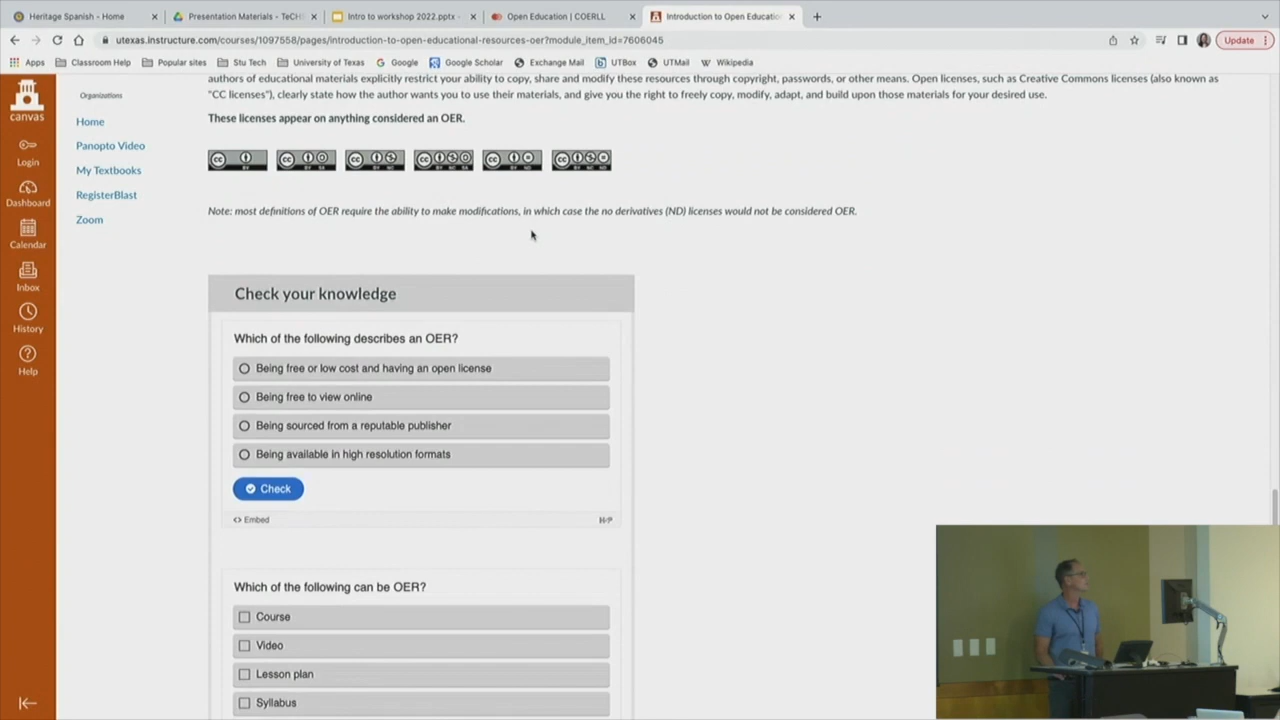 Heritage Spanish - Home
Presentation Materials - TeCH
Intro to workshop 2022.pptx -
Open Education | COERLL
Introduction to Open Educatio
Update
utexas.instructure.com/courses/1097558/pages/introduction-to-open-educational-resources-oer?module_item_id=7606045
Apps
Classroom Help
Popular sites
Stu Tech
University of Texas
Google
Google Scholar
Exchange Mail
UTBox
UTMail
Wikipedia
canvas
Login
Dashboard
Calendar
Inbox
History
Help
Organizations
Home
Panopto Video
My Textbooks
RegisterBlast
Zoom
authors of educational materials explicitly restrict your ability to copy, share and modify these resources through copyright, passwords, or other means. Open licenses, such as Creative Commons licenses (also known as
"CC licenses"), clearly state how the author wants you to use their materials, and give you the right to freely copy, modify, adapt, and build upon those materials for your desired use.
These licenses appear on anything considered an OER.
Note: most definitions of OER require the ability to make modifications, in which case the no derivatives (ND) licenses would not be considered OER.
Check your knowledge
Which of the following describes an OER?
Being free or low cost and having an open license
Being free to view online
Being sourced from a reputable publisher
Being available in high resolution formats
Check
<> Embed
H-P
Which of the following can be OER?
Course
Video
Lesson plan
Syllabus